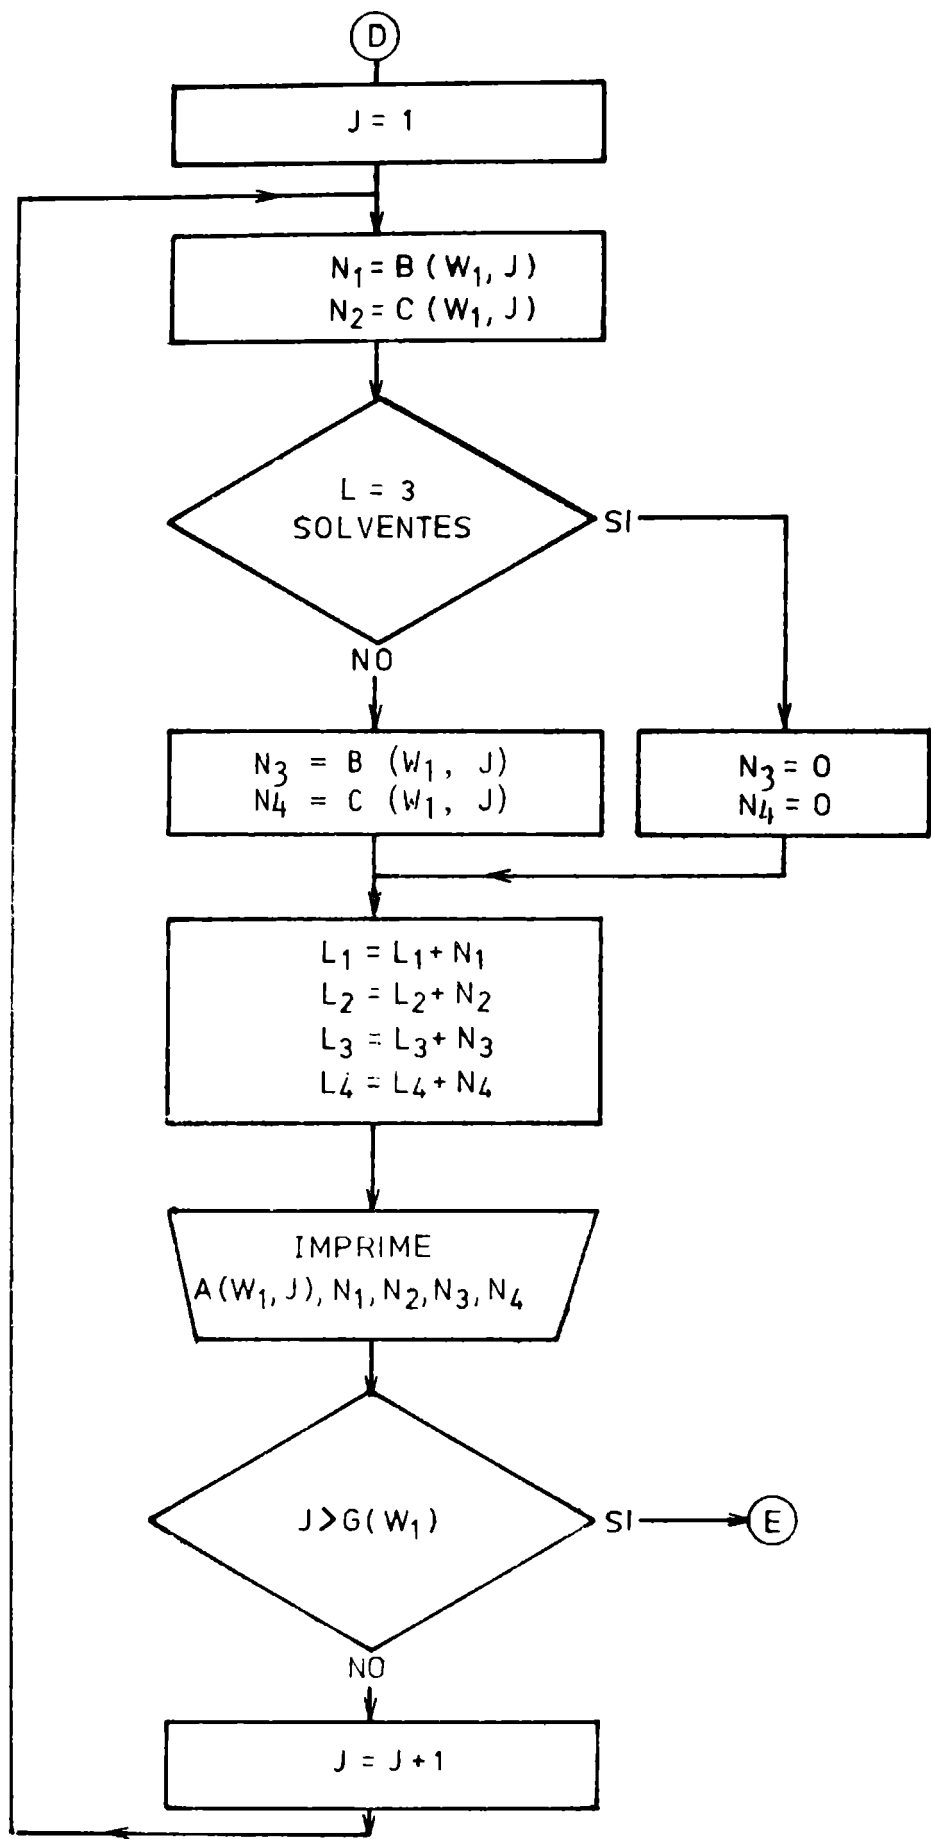 D
J = 1
N₁ = B (W₁, J)
N₂ = C (W₁, J)
L = 3
SOLVENTES
SI
NO
N₃ = B (W₁, J)
N₄ = C (W₁, J)
N₃ = 0
N₄ = 0
L₁ = L₁ + N₁
L₂ = L₂ + N₂
L₃ = L₃ + N₃
L₄ = L₄ + N₄
IMPRIME
A(W₁, J), N₁, N₂, N₃, N₄
J > G(W₁)
SI
E
NO
J = J + 1